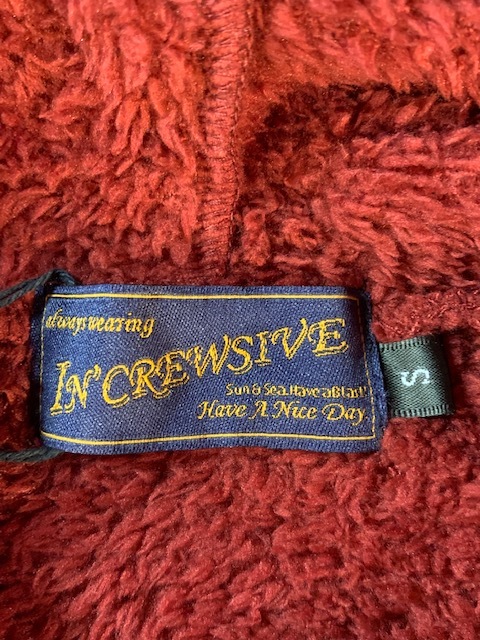 always wearing
IN'CREWSIVE
Sun & Sea. Have a Blast!
Have A Nice Day.
S